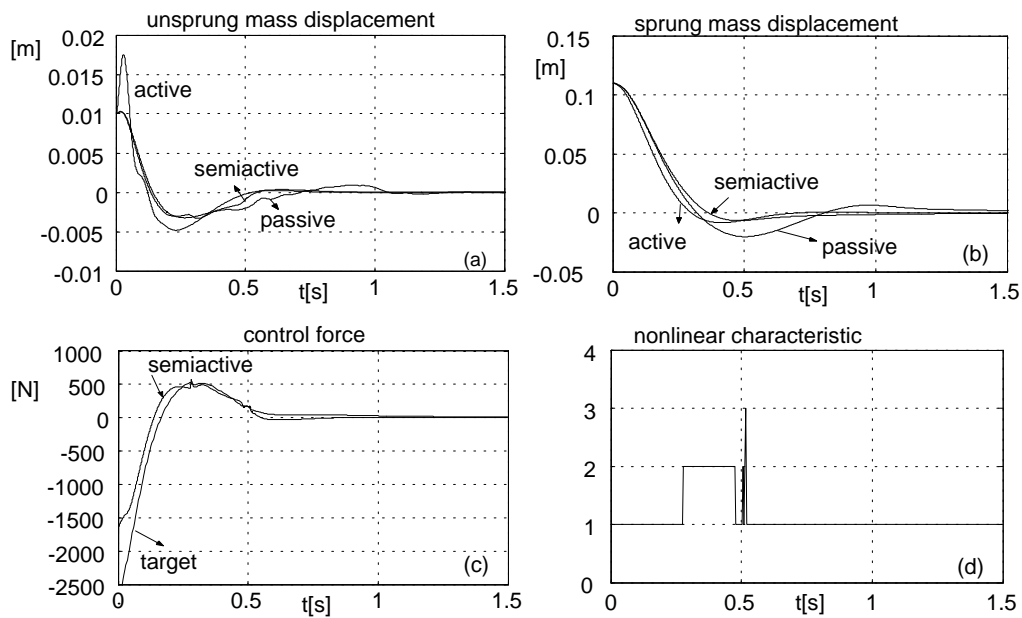 unsprung mass displacement
[m]
0.02
0.015
0.01
0.005
0
-0.005
-0.01
active
semiactive
passive
(a)
0
0.5
1
1.5
t[s]
sprung mass displacement
0.15
[m]
0.1
0.05
0
-0.05
semiactive
active
passive
(b)
0
0.5
1
1.5
t[s]
control force
[N]
1000
500
0
-500
-1000
-1500
-2000
-2500
semiactive
target
(c)
0
0.5
1
1.5
t[s]
nonlinear characteristic
4
3
2
1
0
(d)
0
0.5
1
1.5
t[s]